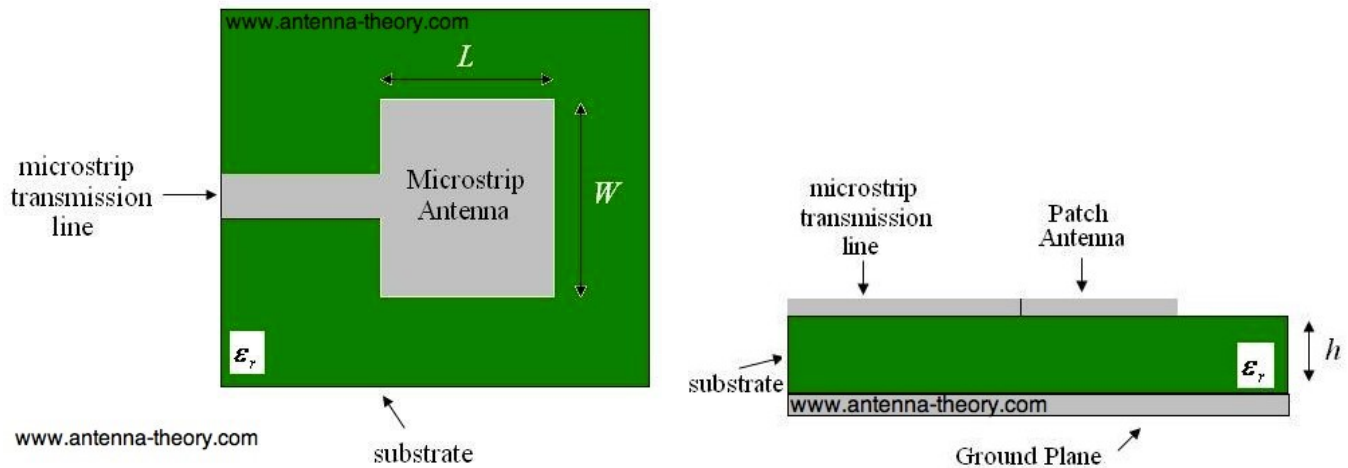 www.antenna-theory.com
L
microstrip
transmission
line
Microstrip
Antenna
W
εᵣ
www.antenna-theory.com
substrate
microstrip
transmission
line
Patch
Antenna
h
εᵣ
substrate
www.antenna-theory.com
Ground Plane